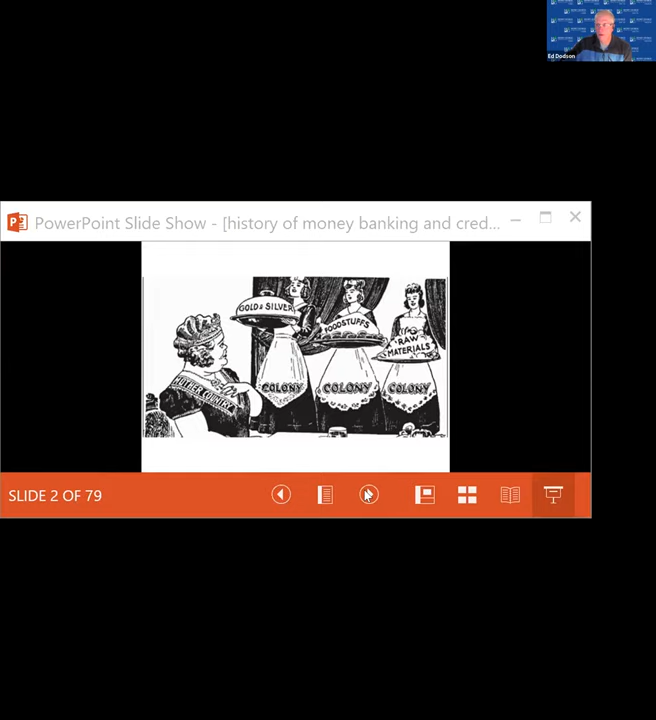 Ed Dodson
PowerPoint Slide Show - [history of money banking and cred...
GOLD & SILVER
FOODSTUFFS
RAW
MATERIALS
MOTHER COUNTRY
COLONY
COLONY
COLONY
SLIDE 2 OF 79